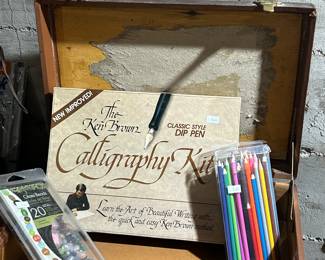 NEW IMPROVED!
The
Ken Brown
CLASSIC STYLE
DIP PEN
Calligraphy Kit
Learn the Art of Beautiful Writing with
the quick and easy Ken Brown method
20